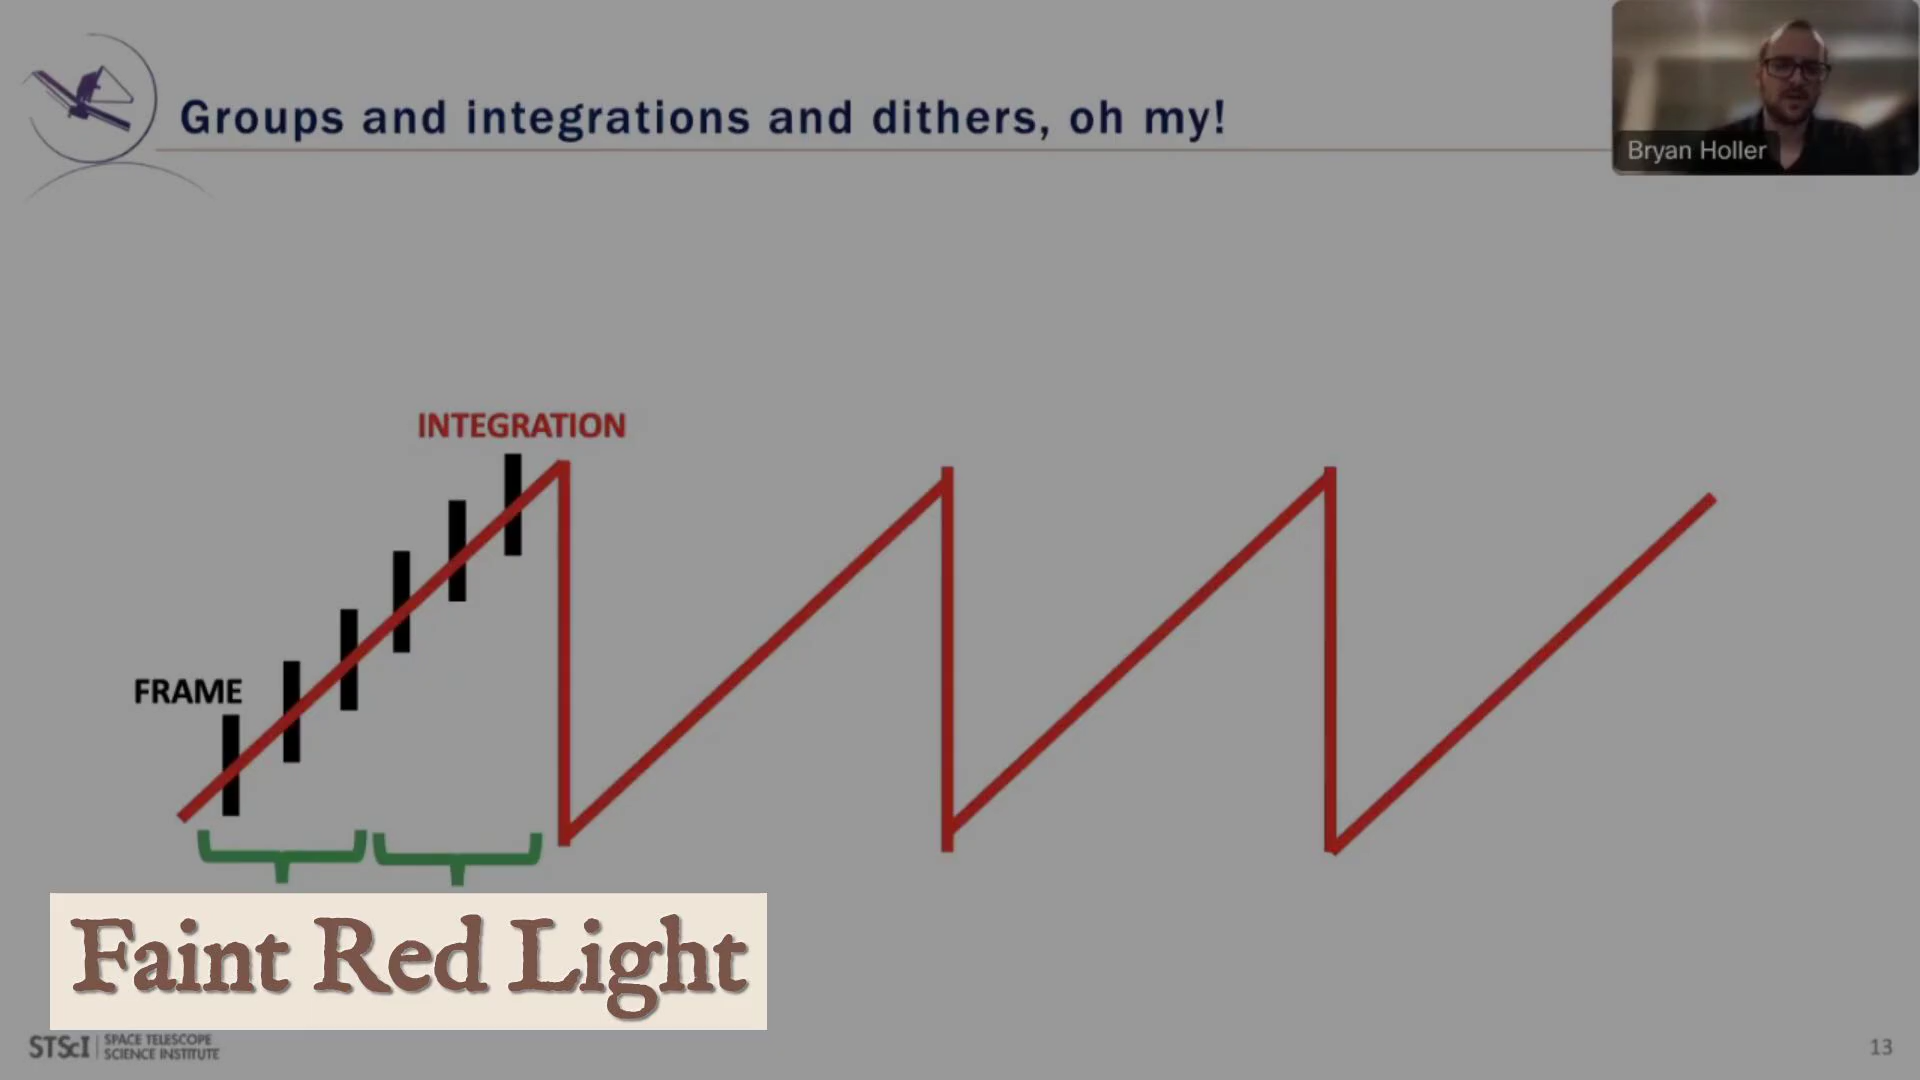 Groups and integrations and dithers, oh my!
Bryan Holler
INTEGRATION
FRAME
Faint Red Light
STScI | SPACE TELESCOPE
SCIENCE INSTITUTE
13